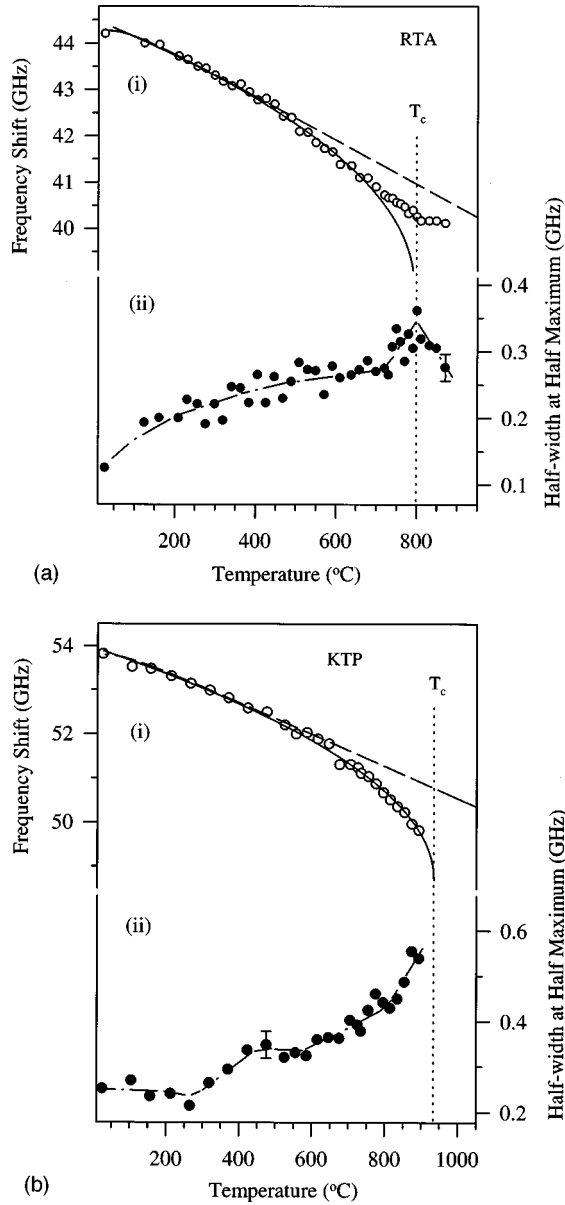 RTA
(i)
T_c
44
43
42
41
40
Frequency Shift (GHz)
(ii)
0.4
0.3
0.2
0.1
Half-width at Half Maximum (GHz)
200 400 600 800
Temperature (°C)
(a)
KTP
(i)
T_c
54
52
50
Frequency Shift (GHz)
(ii)
0.6
0.4
0.2
Half-width at Half Maximum (GHz)
200 400 600 800 1000
Temperature (°C)
(b)